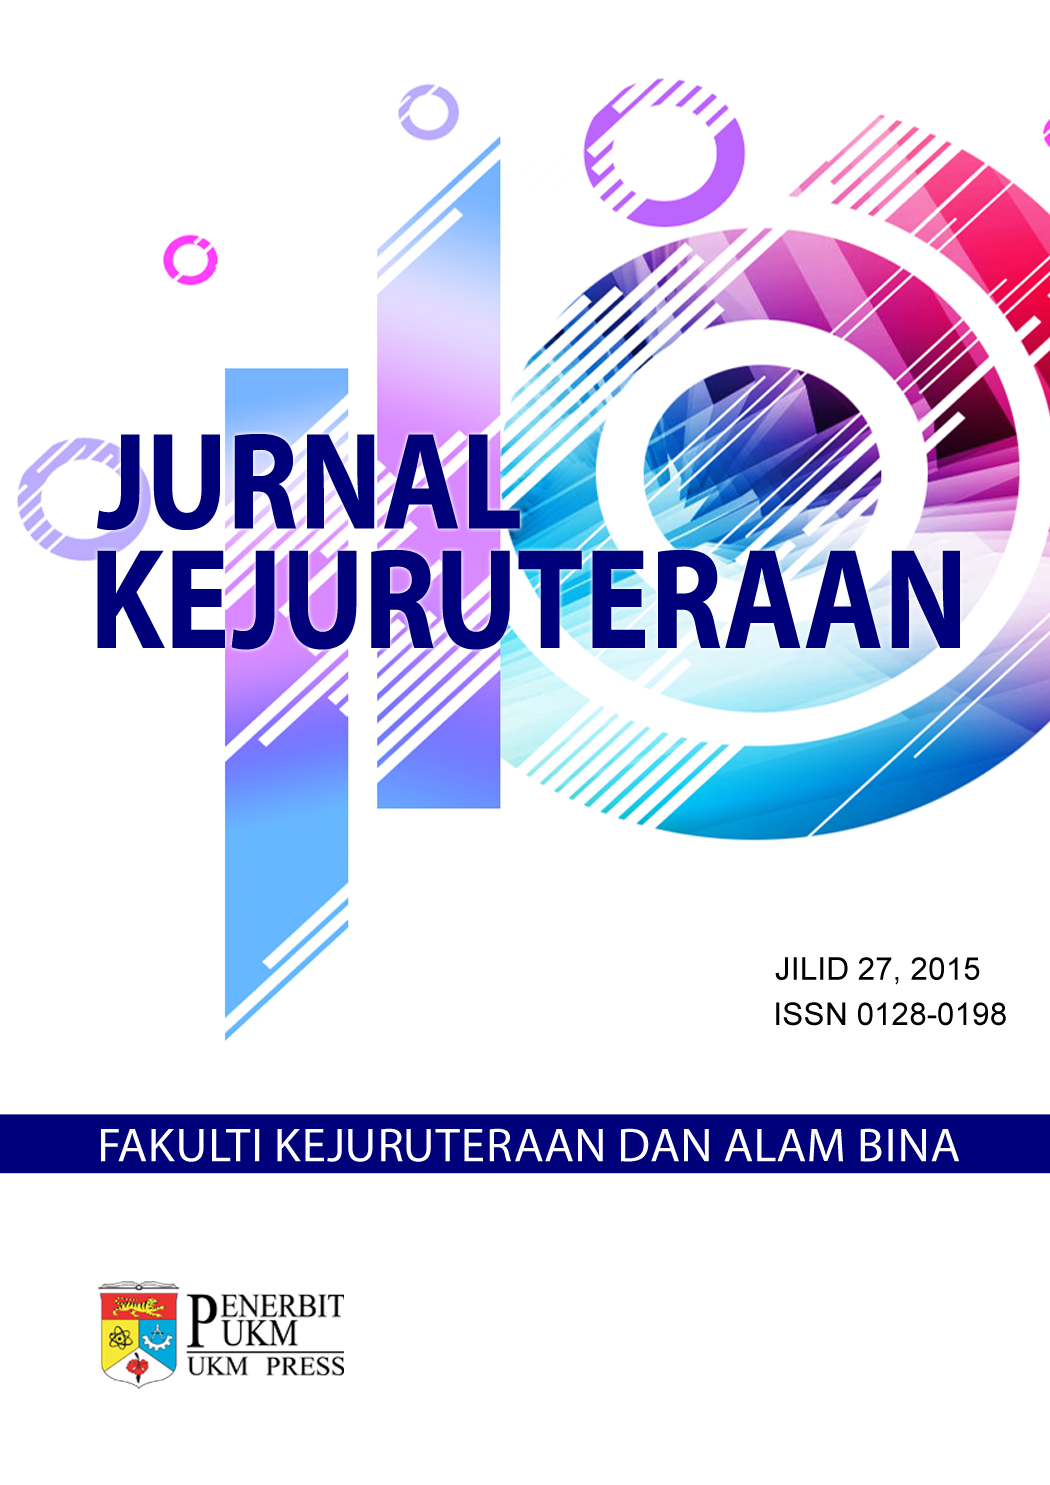 JURNAL
KEJURUTERAAN
JILID 27, 2015
ISSN 0128-0198
FAKULTI KEJURUTERAAN DAN ALAM BINA
PENERBIT
UKM
UKM PRESS